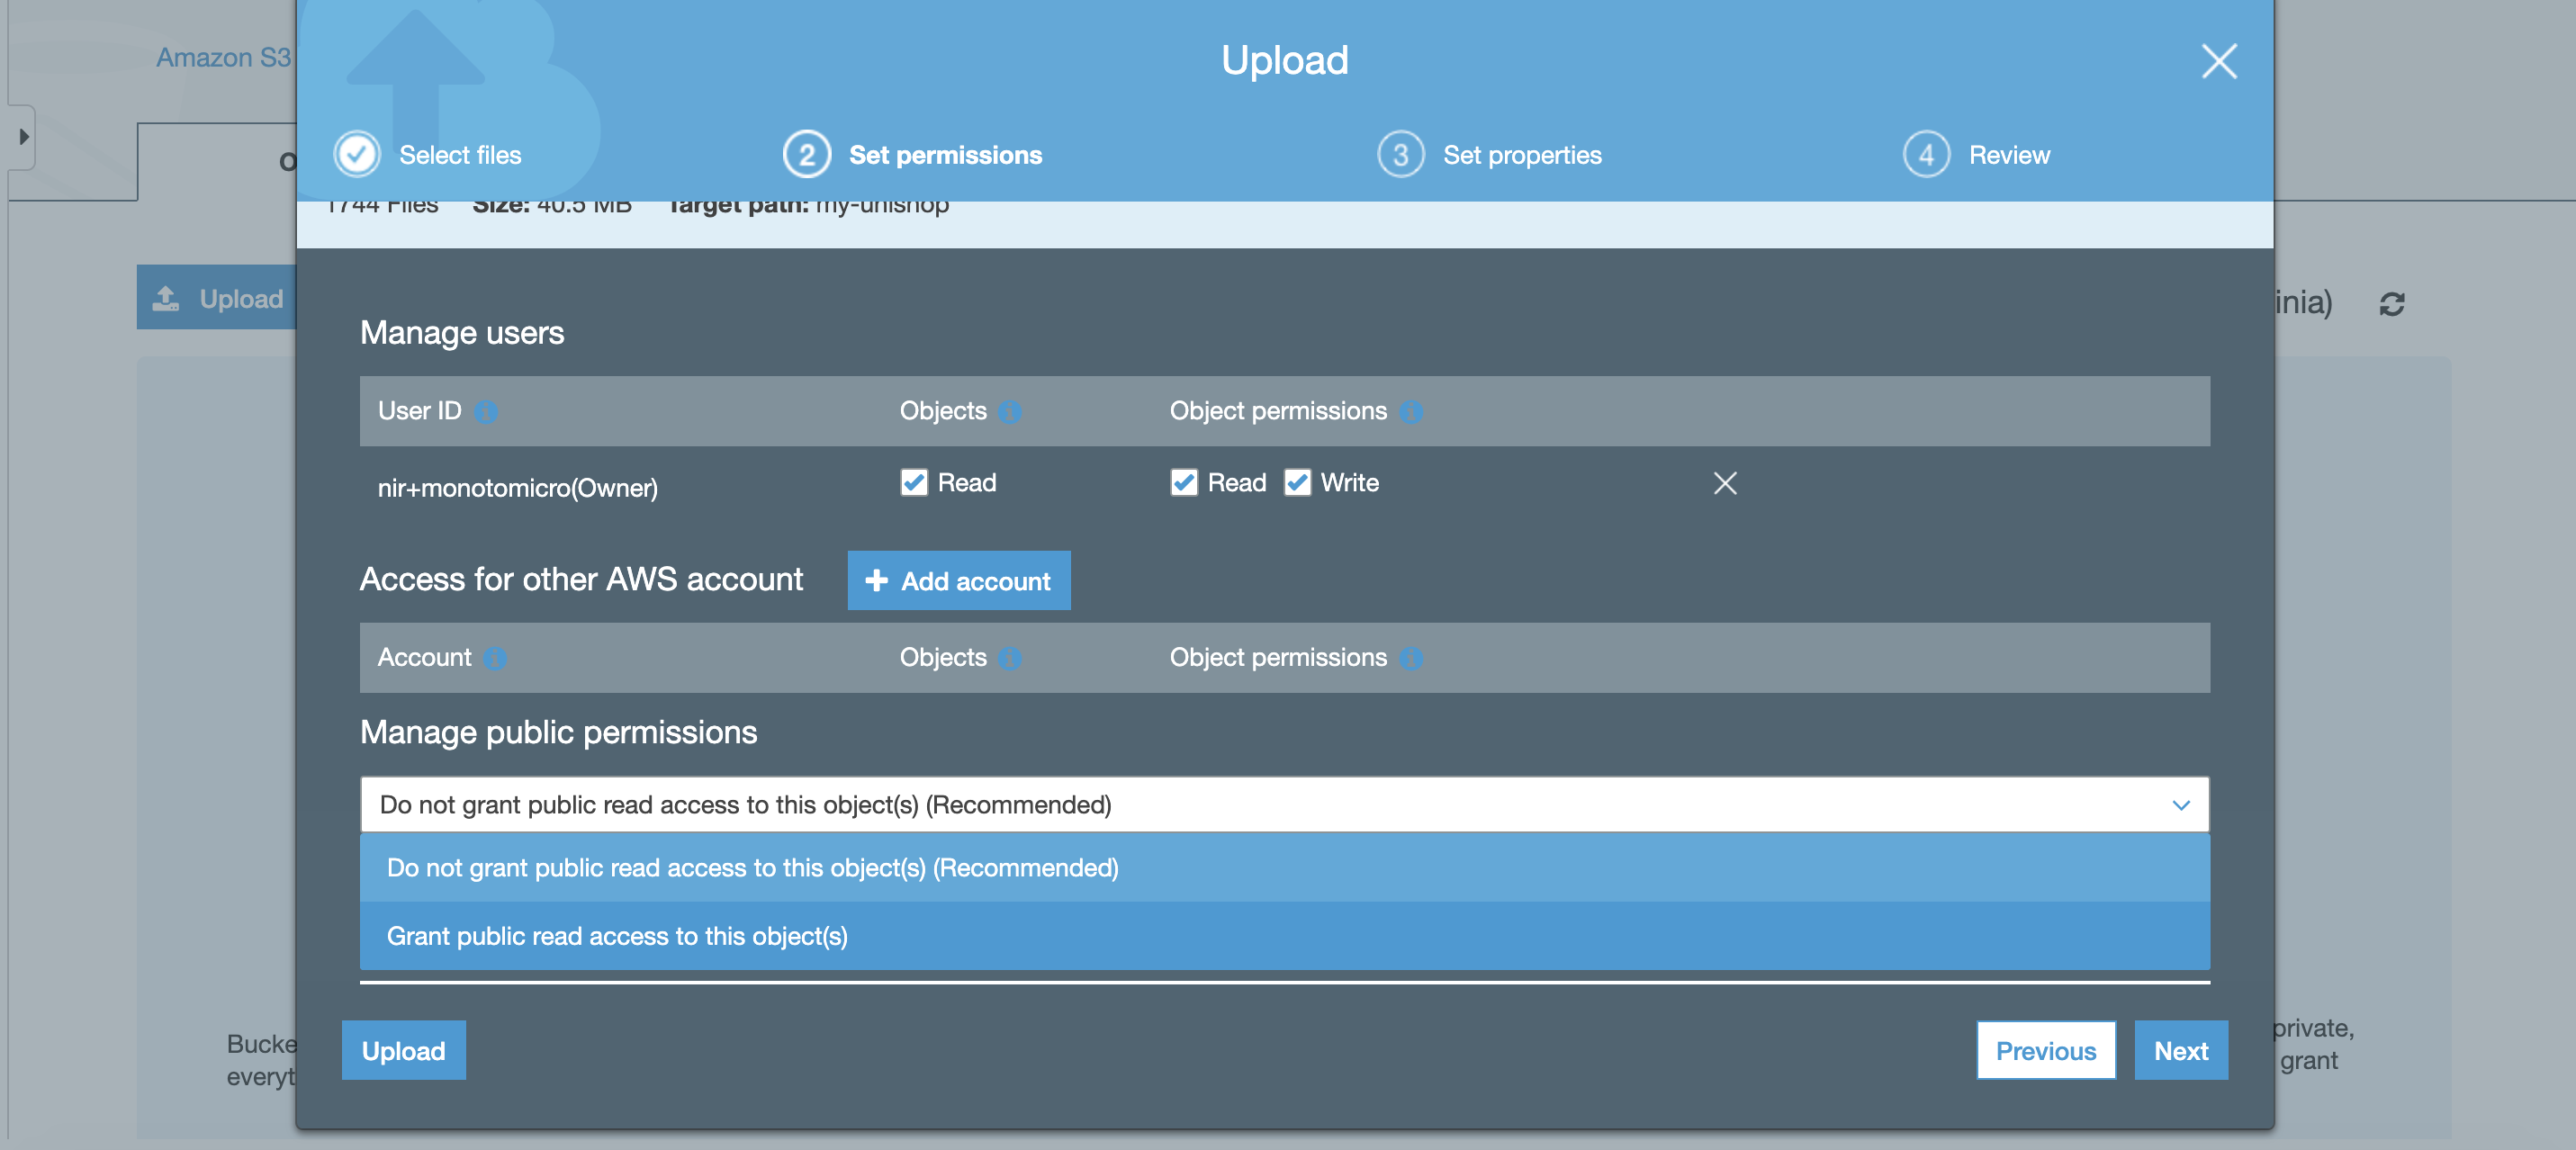 Amazon S3
Upload
Select files
2 Set permissions
3 Set properties
4 Review
1744 Files Size: 40.5 MB Target path: my-unishop
O
Upload
inia)
Manage users
User ID Objects Object permissions
nir+monotomicro(Owner) Read Read Write
Access for other AWS account Add account
Account Objects Object permissions
Manage public permissions
Do not grant public read access to this object(s) (Recommended)
Do not grant public read access to this object(s) (Recommended)
Grant public read access to this object(s)
Upload Previous Next
Bucke
everyt
private,
grant